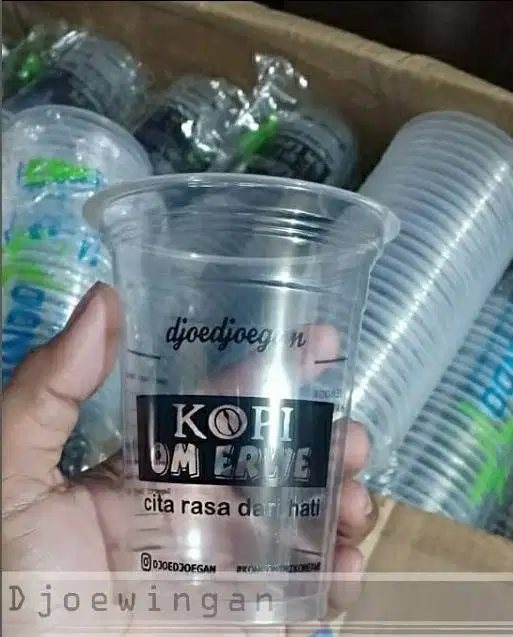 djoedjoegan
KOPI
OM ERWE
cita rasa dari hati
DJOEDJOEGAN
Djoewingan